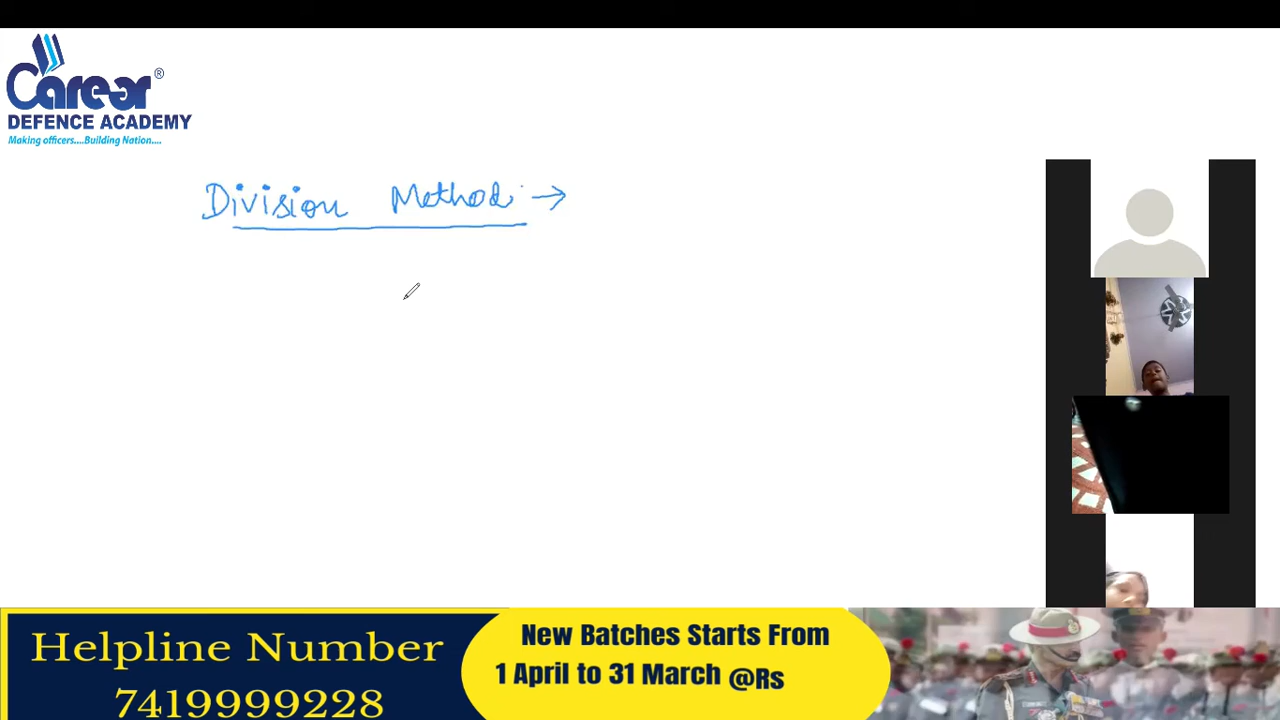 Carear®
DEFENCE ACADEMY
Making officers....Building Nation....
Division Method →
Helpline Number
7419999228
New Batches Starts From
1 April to 31 March @Rs